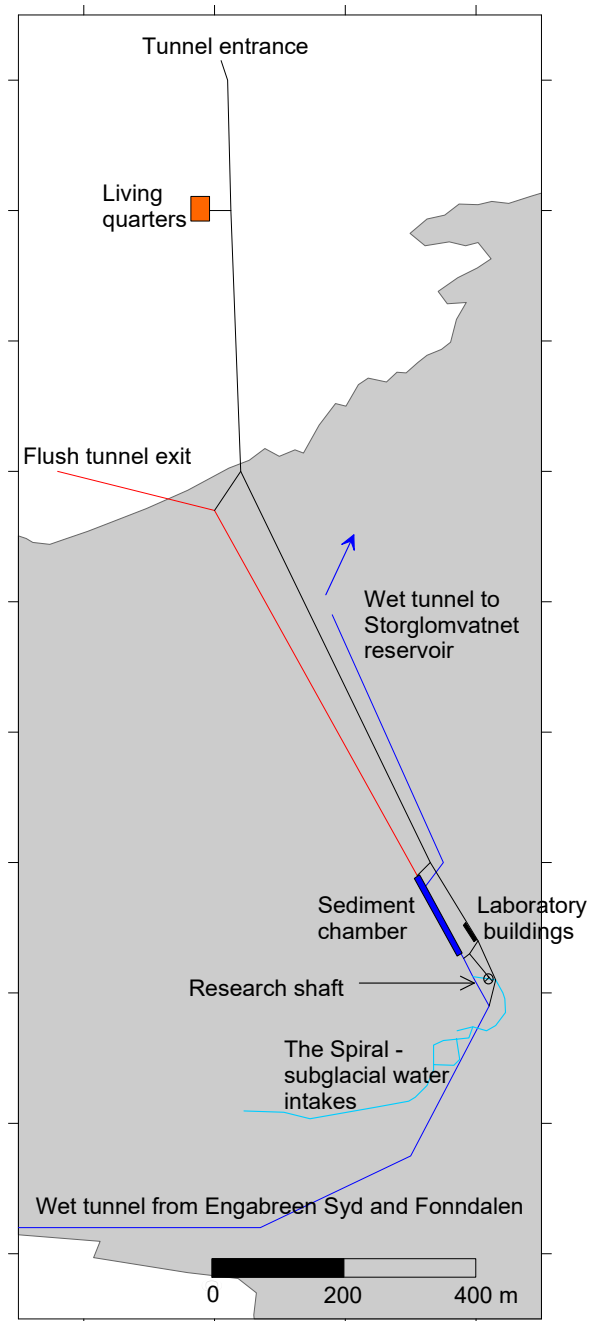 Tunnel entrance
Living
quarters
Flush tunnel exit
Wet tunnel to
Storglomvatnet
reservoir
Sediment
chamber
Laboratory
buildings
Research shaft
The Spiral -
subglacial water
intakes
Wet tunnel from Engabreen Syd and Fonndalen
0 200 400 m